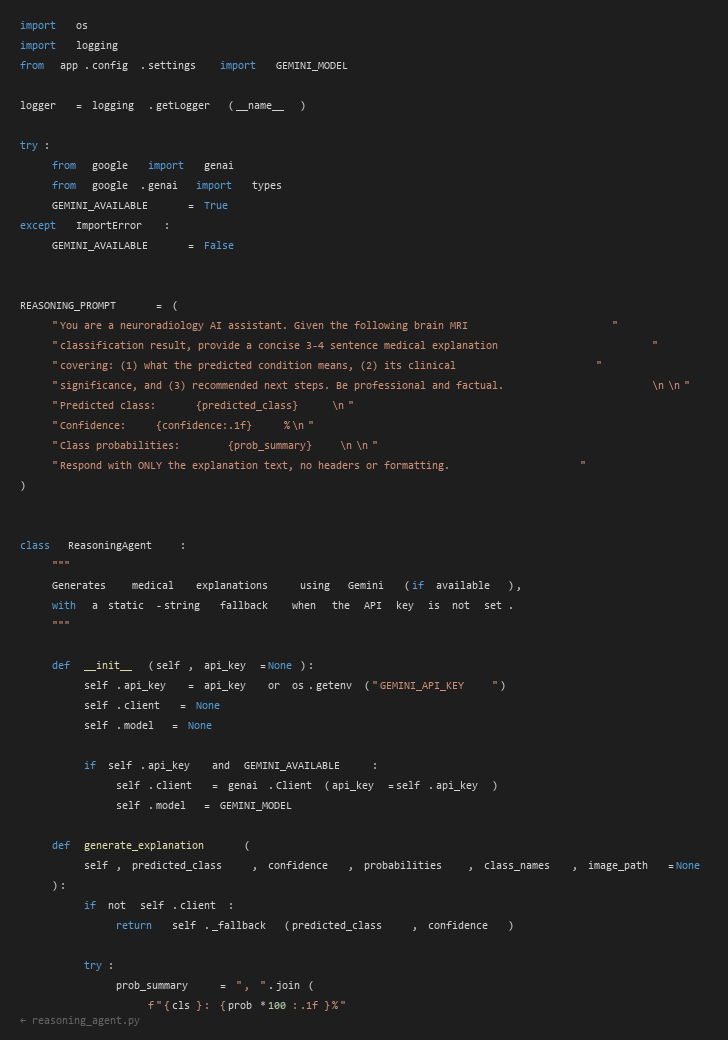 import os
import logging
from app.config.settings import GEMINI_MODEL

logger = logging.getLogger(__name__)

try:
    from google import genai
    from google.genai import types
    GEMINI_AVAILABLE = True
except ImportError:
    GEMINI_AVAILABLE = False


REASONING_PROMPT = (
    "You are a neuroradiology AI assistant. Given the following brain MRI "
    "classification result, provide a concise 3-4 sentence medical explanation "
    "covering: (1) what the predicted condition means, (2) its clinical "
    "significance, and (3) recommended next steps. Be professional and factual. \n\n"
    "Predicted class: {predicted_class}\n"
    "Confidence: {confidence:.1f}%\n"
    "Class probabilities: {prob_summary}\n\n"
    "Respond with ONLY the explanation text, no headers or formatting. "
)


class ReasoningAgent:
    """
    Generates medical explanations using Gemini (if available),
    with a static-string fallback when the API key is not set.
    """

    def __init__(self, api_key=None):
        self.api_key = api_key or os.getenv("GEMINI_API_KEY")
        self.client = None
        self.model = None

        if self.api_key and GEMINI_AVAILABLE:
            self.client = genai.Client(api_key=self.api_key)
            self.model = GEMINI_MODEL

    def generate_explanation(
        self, predicted_class, confidence, probabilities, class_names, image_path=None
    ):
        if not self.client:
            return self._fallback(predicted_class, confidence)

        try:
            prob_summary = ", ".join(
                f"{cls}: {prob*100:.1f}%"
← reasoning_agent.py